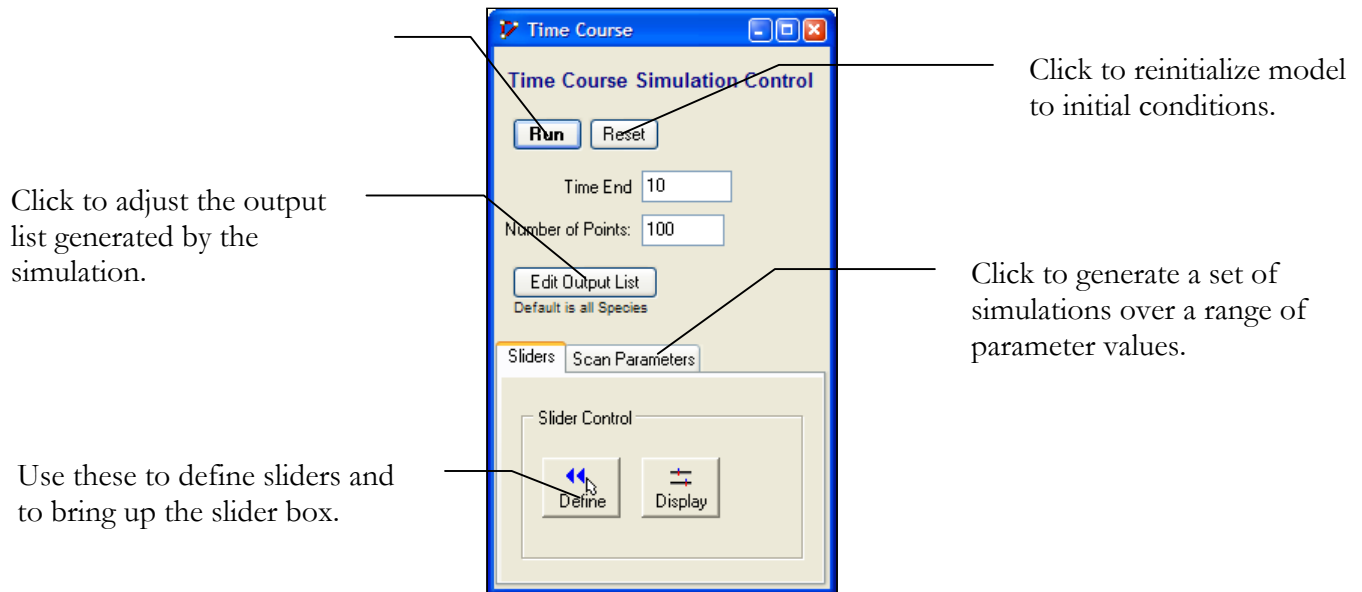 Time Course
Time Course Simulation Control
Run Reset
Click to reinitialize model
to initial conditions.
Time End 10
Number of Points: 100
Click to adjust the output
list generated by the
simulation.
Edit Output List
Default is all Species
Click to generate a set of
simulations over a range of
parameter values.
Sliders Scan Parameters
Slider Control
Define Display
Use these to define sliders and
to bring up the slider box.